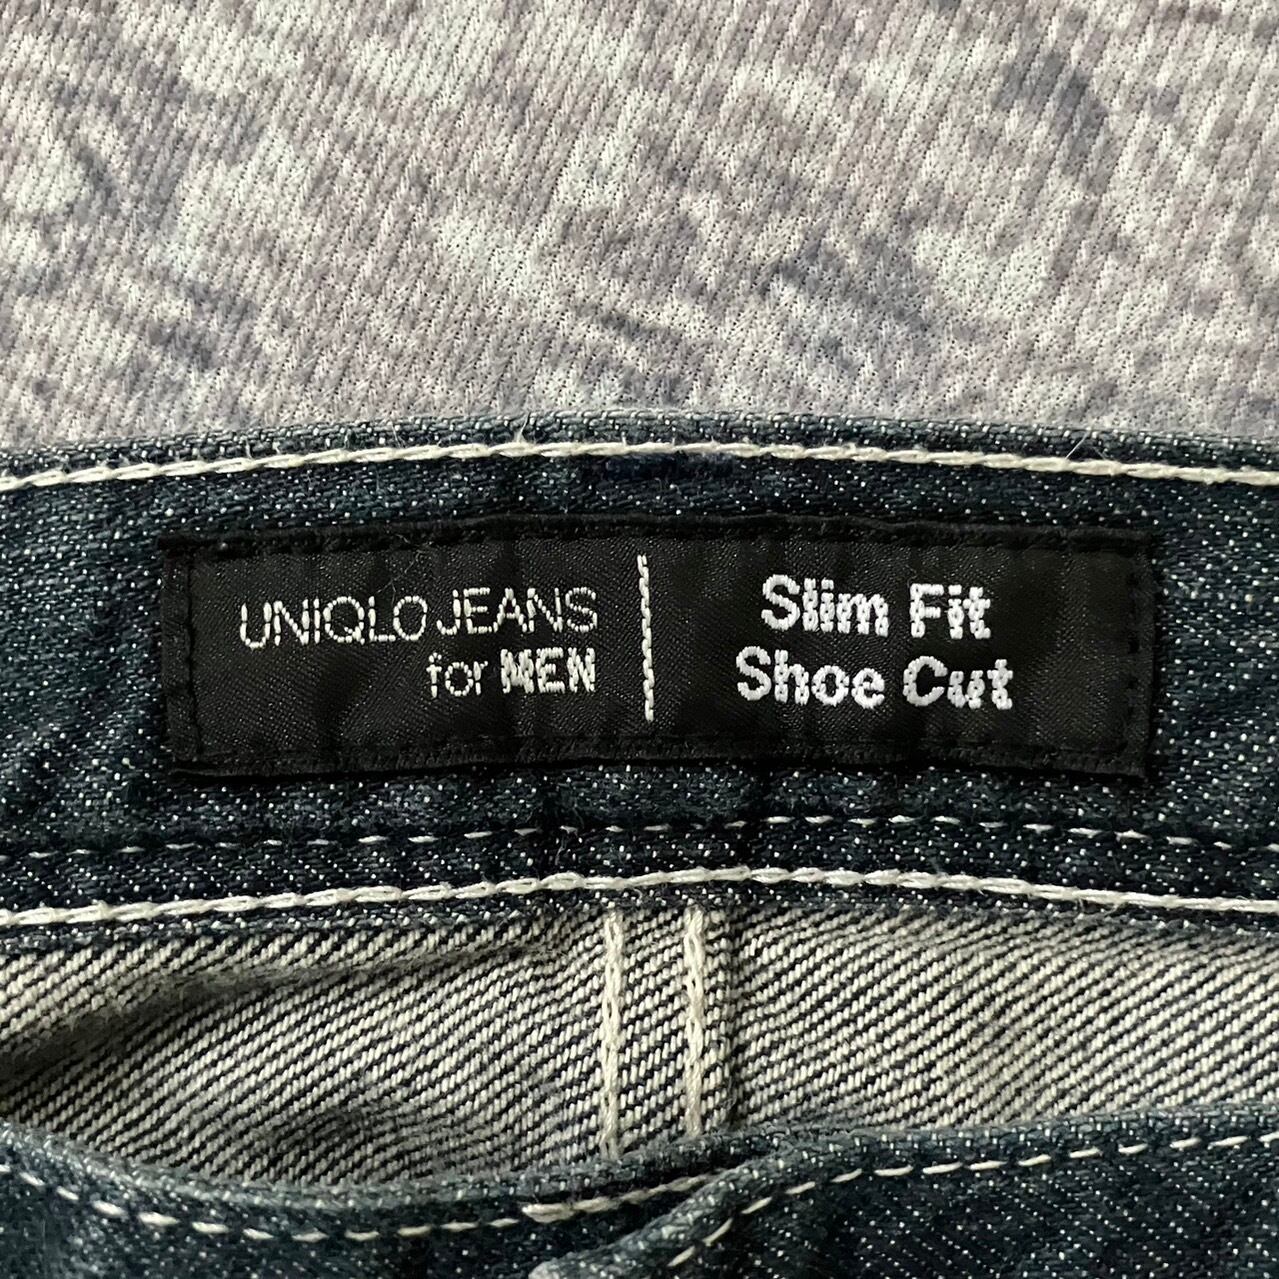 UNIQLO JEANS
for MEN
Slim Fit
Shoe Cut